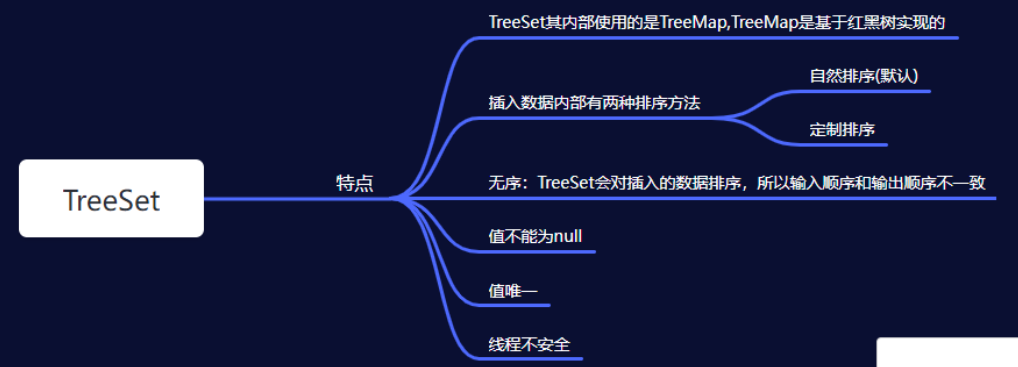 TreeSet
特点
TreeSet其内部使用的是TreeMap,TreeMap是基于红黑树实现的
插入数据内部有两种排序方法
自然排序(默认)
定制排序
无序：TreeSet会对插入的数据排序，所以输入顺序和输出顺序不一致
值不能为null
值唯一
线程不安全